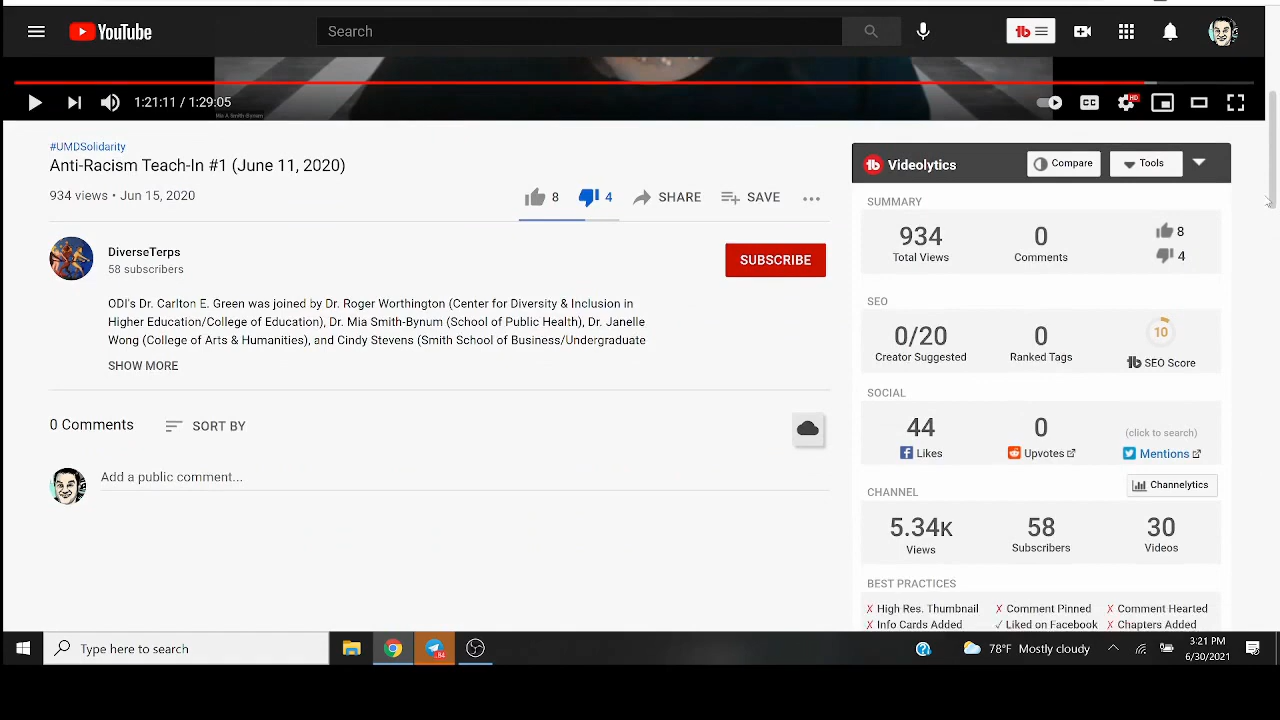 YouTube
Search
tb
1:21:11 / 1:29:05
CC
HD
#UMDSolidarity
Anti-Racism Teach-In #1 (June 11, 2020)
934 views • Jun 15, 2020
8
4
SHARE
SAVE
DiverseTerps
58 subscribers
SUBSCRIBE
ODI's Dr. Carlton E. Green was joined by Dr. Roger Worthington (Center for Diversity & Inclusion in
Higher Education/College of Education), Dr. Mia Smith-Bynum (School of Public Health), Dr. Janelle
Wong (College of Arts & Humanities), and Cindy Stevens (Smith School of Business/Undergraduate
SHOW MORE
0 Comments
SORT BY
Add a public comment...
tb Videolytics
Compare
Tools
SUMMARY
934
Total Views
0
Comments
8
4
SEO
0/20
Creator Suggested
0
Ranked Tags
10
tb SEO Score
SOCIAL
44
Likes
0
Upvotes
(click to search)
Mentions
CHANNEL
Channelytics
5.34K
Views
58
Subscribers
30
Videos
BEST PRACTICES
✗ High Res. Thumbnail
✗ Comment Pinned
✗ Comment Hearted
✗ Info Cards Added
✓ Liked on Facebook
✗ Chapters Added
Type here to search
78°F Mostly cloudy
3:21 PM
6/30/2021